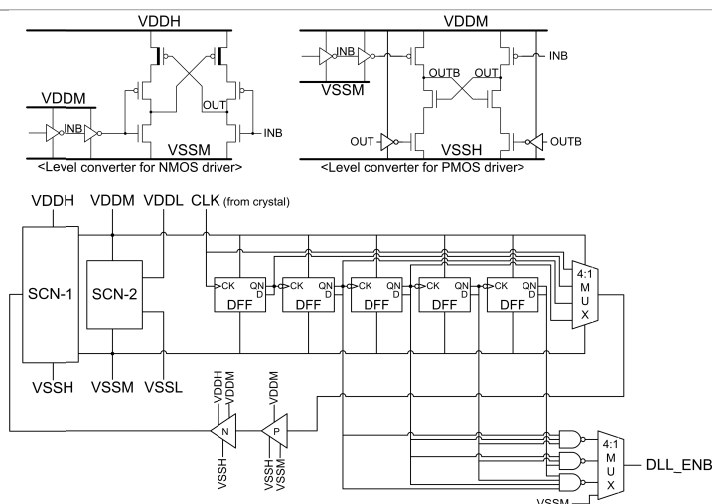 VDDH
VDDM
INB
OUTB
OUT
INB
VSSM
VDDM
INB
OUT
INB
VSSM
OUT
VSSH
OUTB
<Level converter for NMOS driver>
<Level converter for PMOS driver>
VDDH VDDM VDDL CLK (from crystal)
SCN-1
SCN-2
CK QN D DFF
CK QN D DFF
CK QN D DFF
CK QN D DFF
CK QN D DFF
4:1 MUX
VSSH VSSM VSSL
VDDH
VDDM
VDDM
N
P
VSSH
VSSH
VSSM
4:1 MUX
DLL_ENB
VSSM